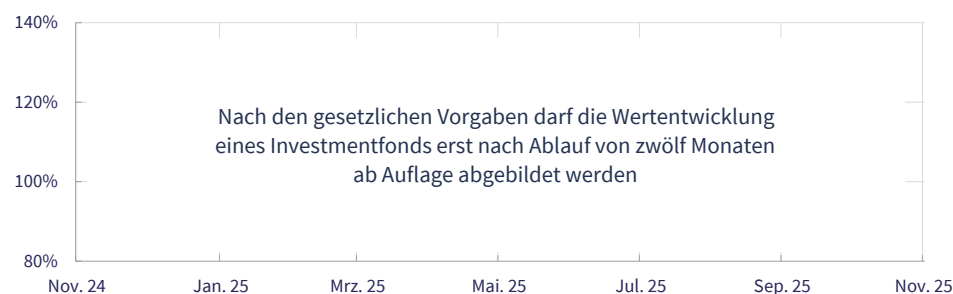 140%
120%
Nach den gesetzlichen Vorgaben darf die Wertentwicklung
eines Investmentfonds erst nach Ablauf von zwölf Monaten
ab Auflage abgebildet werden
100%
80%
Nov. 24 Jan. 25 Mrz. 25 Mai. 25 Jul. 25 Sep. 25 Nov. 25